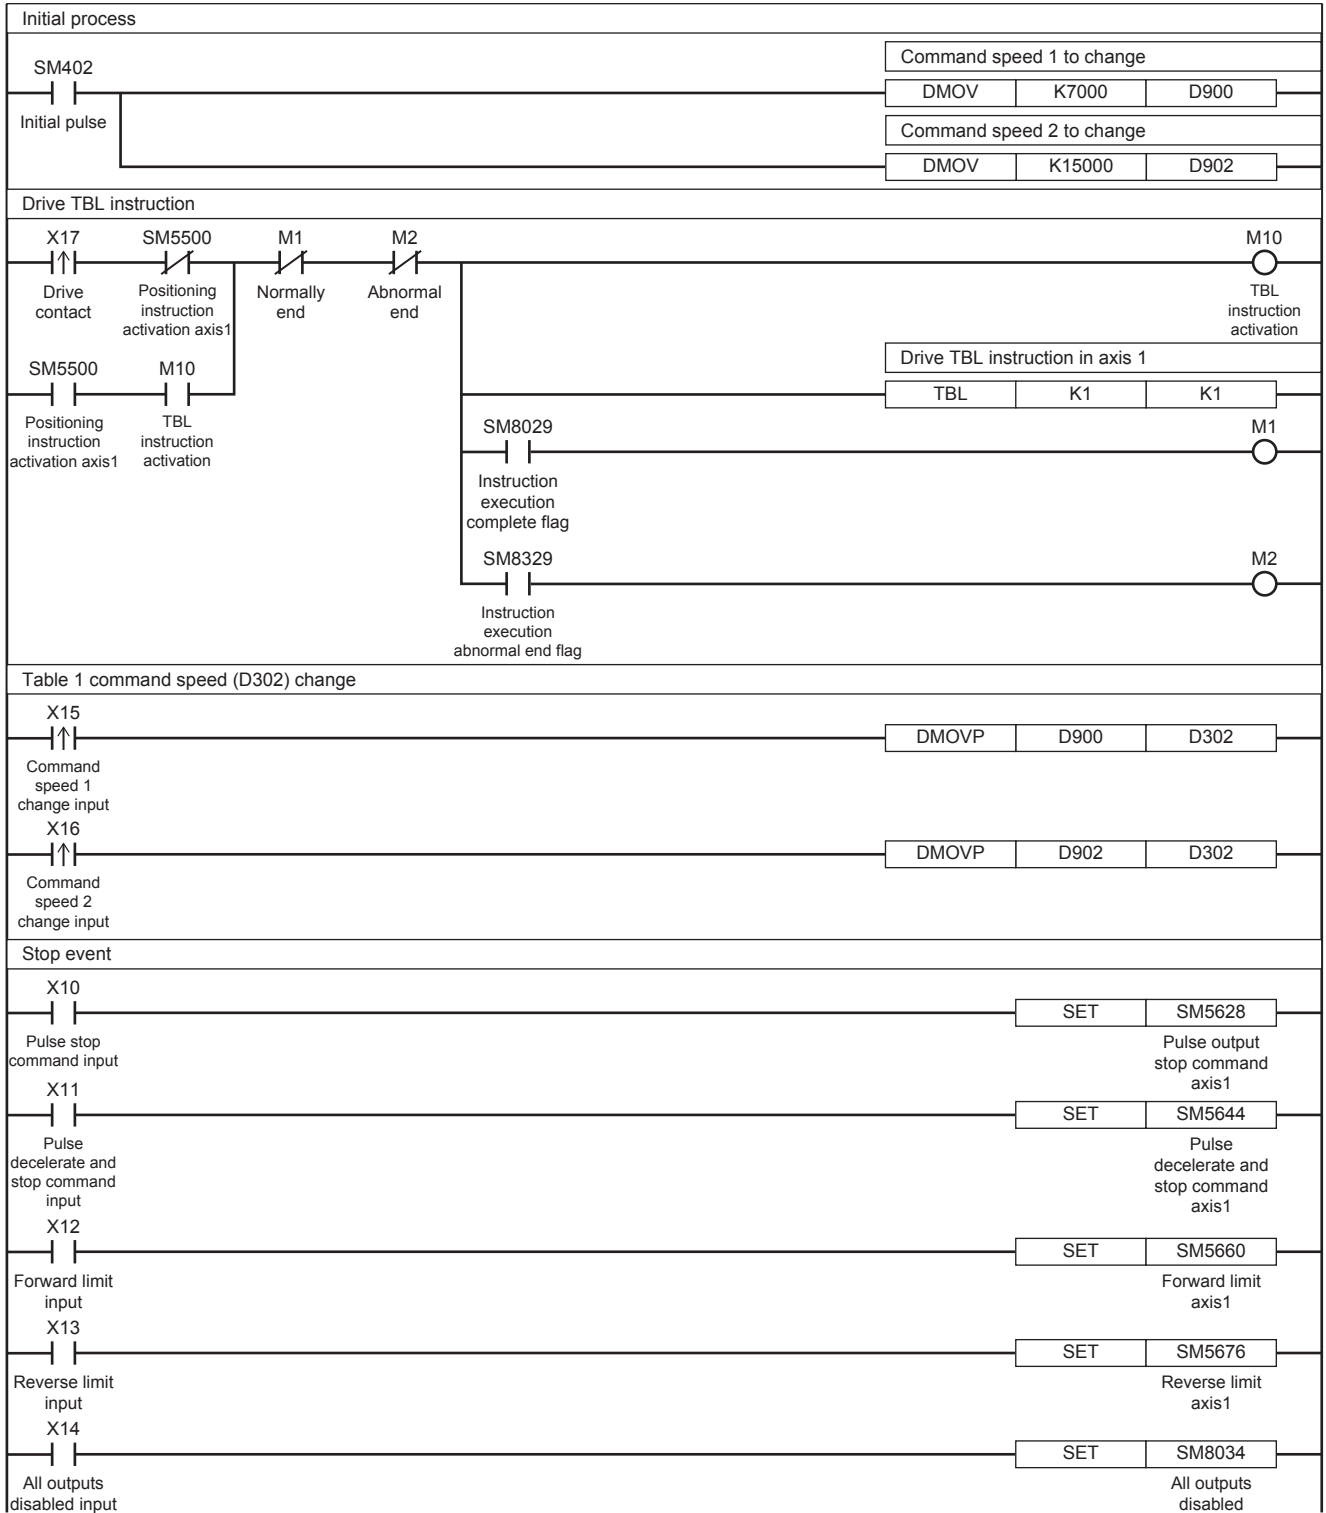 Initial process
Command speed 1 to change
SM402
DMOV K7000 D900
Initial pulse
Command speed 2 to change
DMOV K15000 D902
Drive TBL instruction
X17 SM5500 M1 M2 M10
Drive
contact
Positioning
instruction
activation axis1
Normally
end
Abnormal
end
TBL
instruction
activation
Drive TBL instruction in axis 1
SM5500 M10
TBL K1 K1
Positioning
instruction
activation axis1
TBL
instruction
activation
SM8029 M1
Instruction
execution
complete flag
SM8329 M2
Instruction
execution
abnormal end flag
Table 1 command speed (D302) change
X15
DMOVP D900 D302
Command
speed 1
change input
X16
DMOVP D902 D302
Command
speed 2
change input
Stop event
X10
SET SM5628
Pulse stop
command input
Pulse output
stop command
axis1
X11
SET SM5644
Pulse
decelerate and
stop command
input
Pulse
decelerate and
stop command
axis1
X12
SET SM5660
Forward limit
input
Forward limit
axis1
X13
SET SM5676
Reverse limit
input
Reverse limit
axis1
X14
SET SM8034
All outputs
disabled input
All outputs
disabled